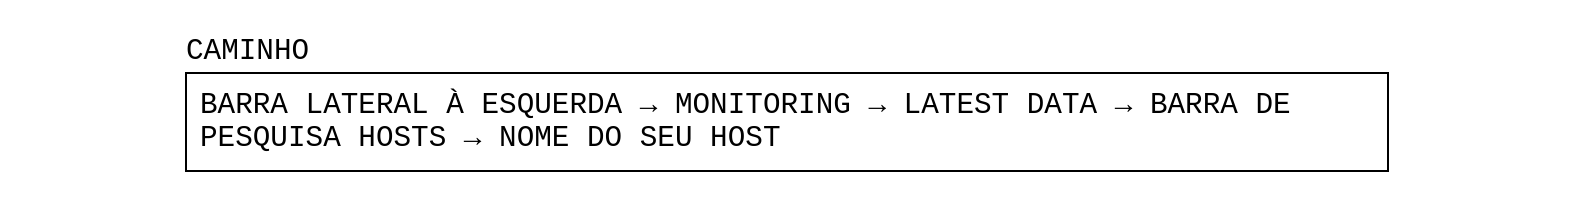 CAMINHO
BARRA LATERAL À ESQUERDA → MONITORING → LATEST DATA → BARRA DE
PESQUISA HOSTS → NOME DO SEU HOST